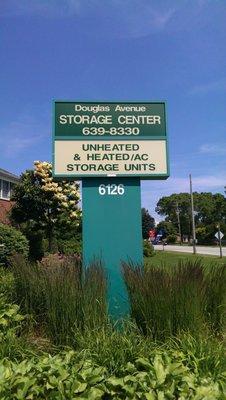 Douglas Avenue
STORAGE CENTER
639-8330
UNHEATED
& HEATED/AC
STORAGE UNITS
6126